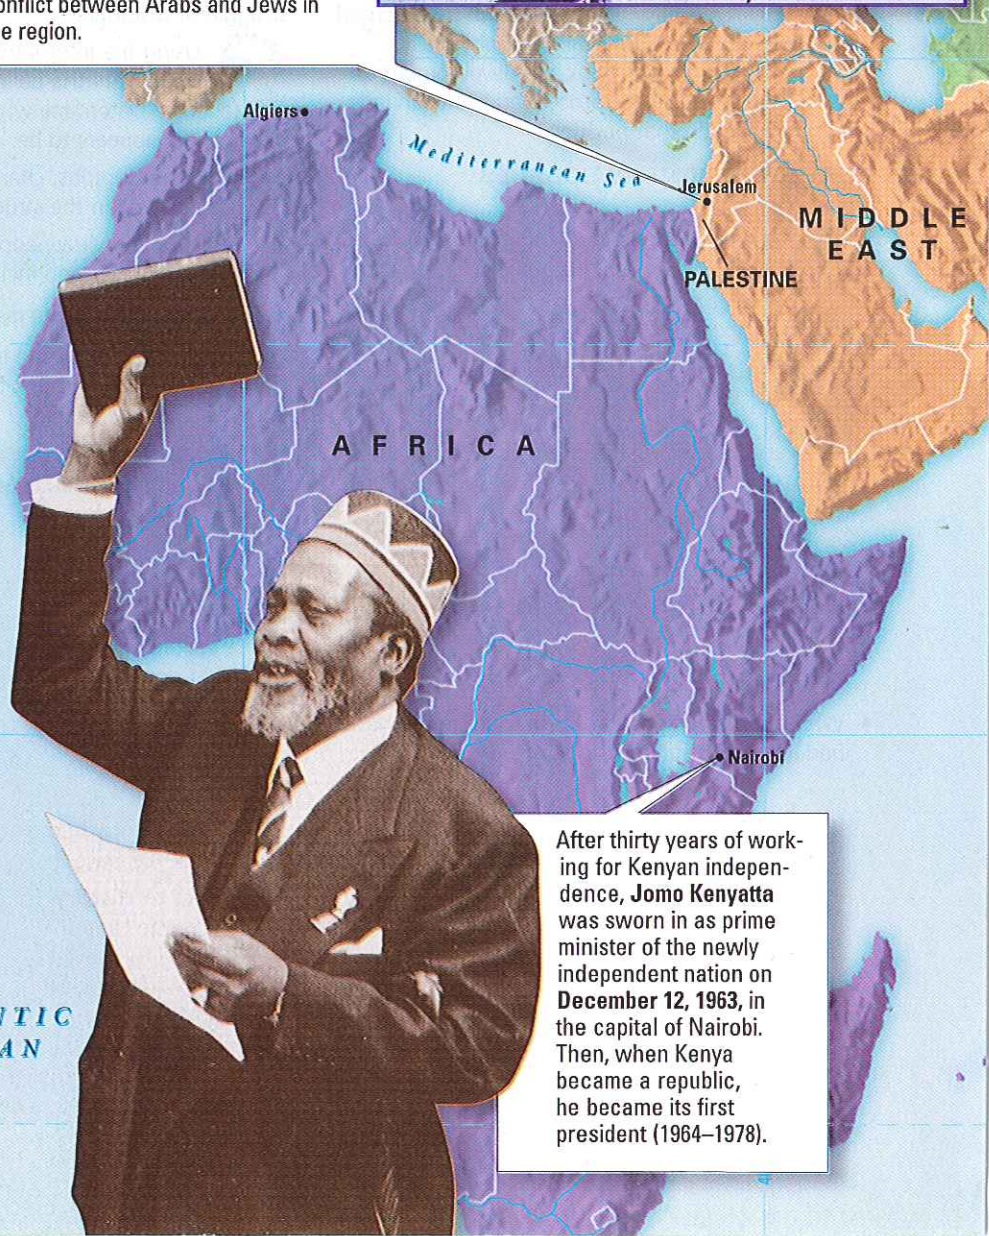 onflict between Arabs and Jews in
e region.
Algiers
Mediterranean Sea
Jerusalem
MIDDLE
EAST
PALESTINE
AFRICA
Nairobi
After thirty years of work-
ing for Kenyan indepen-
dence, Jomo Kenyatta
was sworn in as prime
minister of the newly
independent nation on
December 12, 1963, in
the capital of Nairobi.
Then, when Kenya
became a republic,
he became its first
president (1964–1978).
NTIC
AN